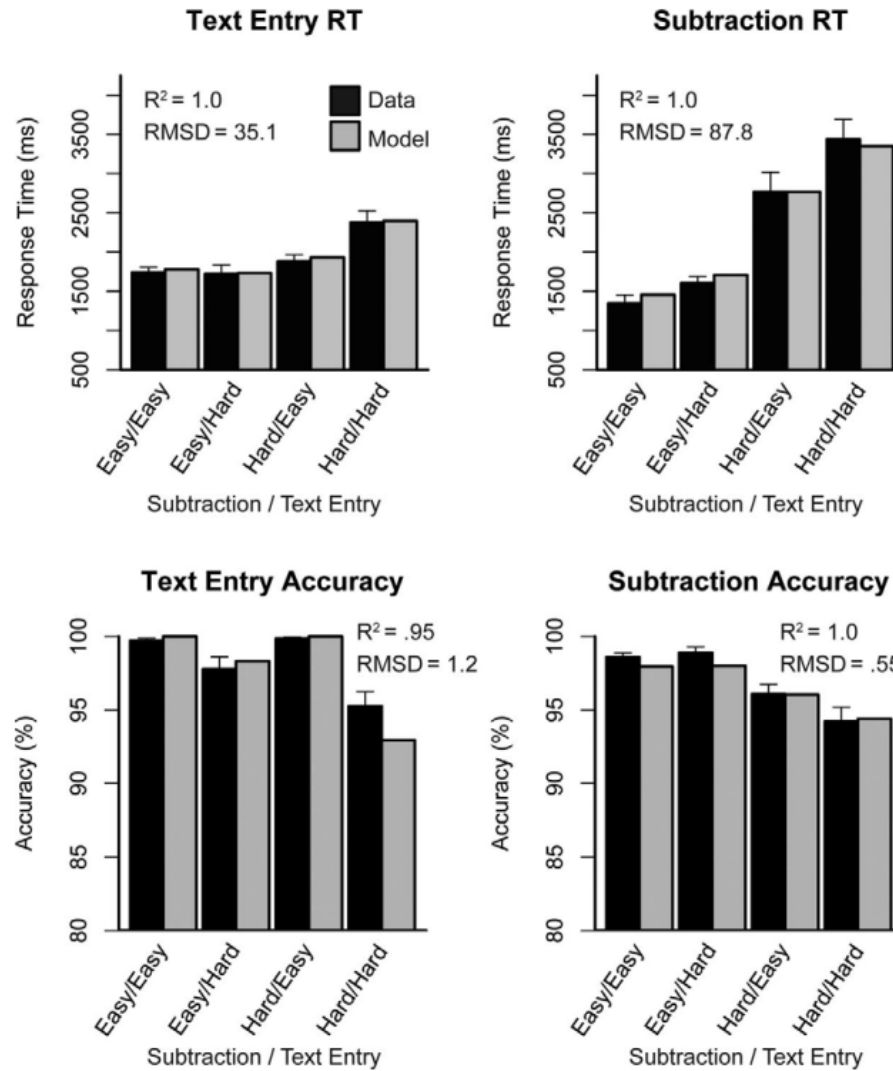 Text Entry RT
R² = 1.0
RMSD = 35.1
Data
Model
Response Time (ms)
3500
2500
1500
500
Easy/Easy
Easy/Hard
Hard/Easy
Hard/Hard
Subtraction / Text Entry
Subtraction RT
R² = 1.0
RMSD = 87.8
Response Time (ms)
3500
2500
1500
500
Easy/Easy
Easy/Hard
Hard/Easy
Hard/Hard
Subtraction / Text Entry
Text Entry Accuracy
R² = .95
RMSD = 1.2
Accuracy (%)
100
95
90
85
80
Easy/Easy
Easy/Hard
Hard/Easy
Hard/Hard
Subtraction / Text Entry
Subtraction Accuracy
R² = 1.0
RMSD = .55
Accuracy (%)
100
95
90
85
80
Easy/Easy
Easy/Hard
Hard/Easy
Hard/Hard
Subtraction / Text Entry